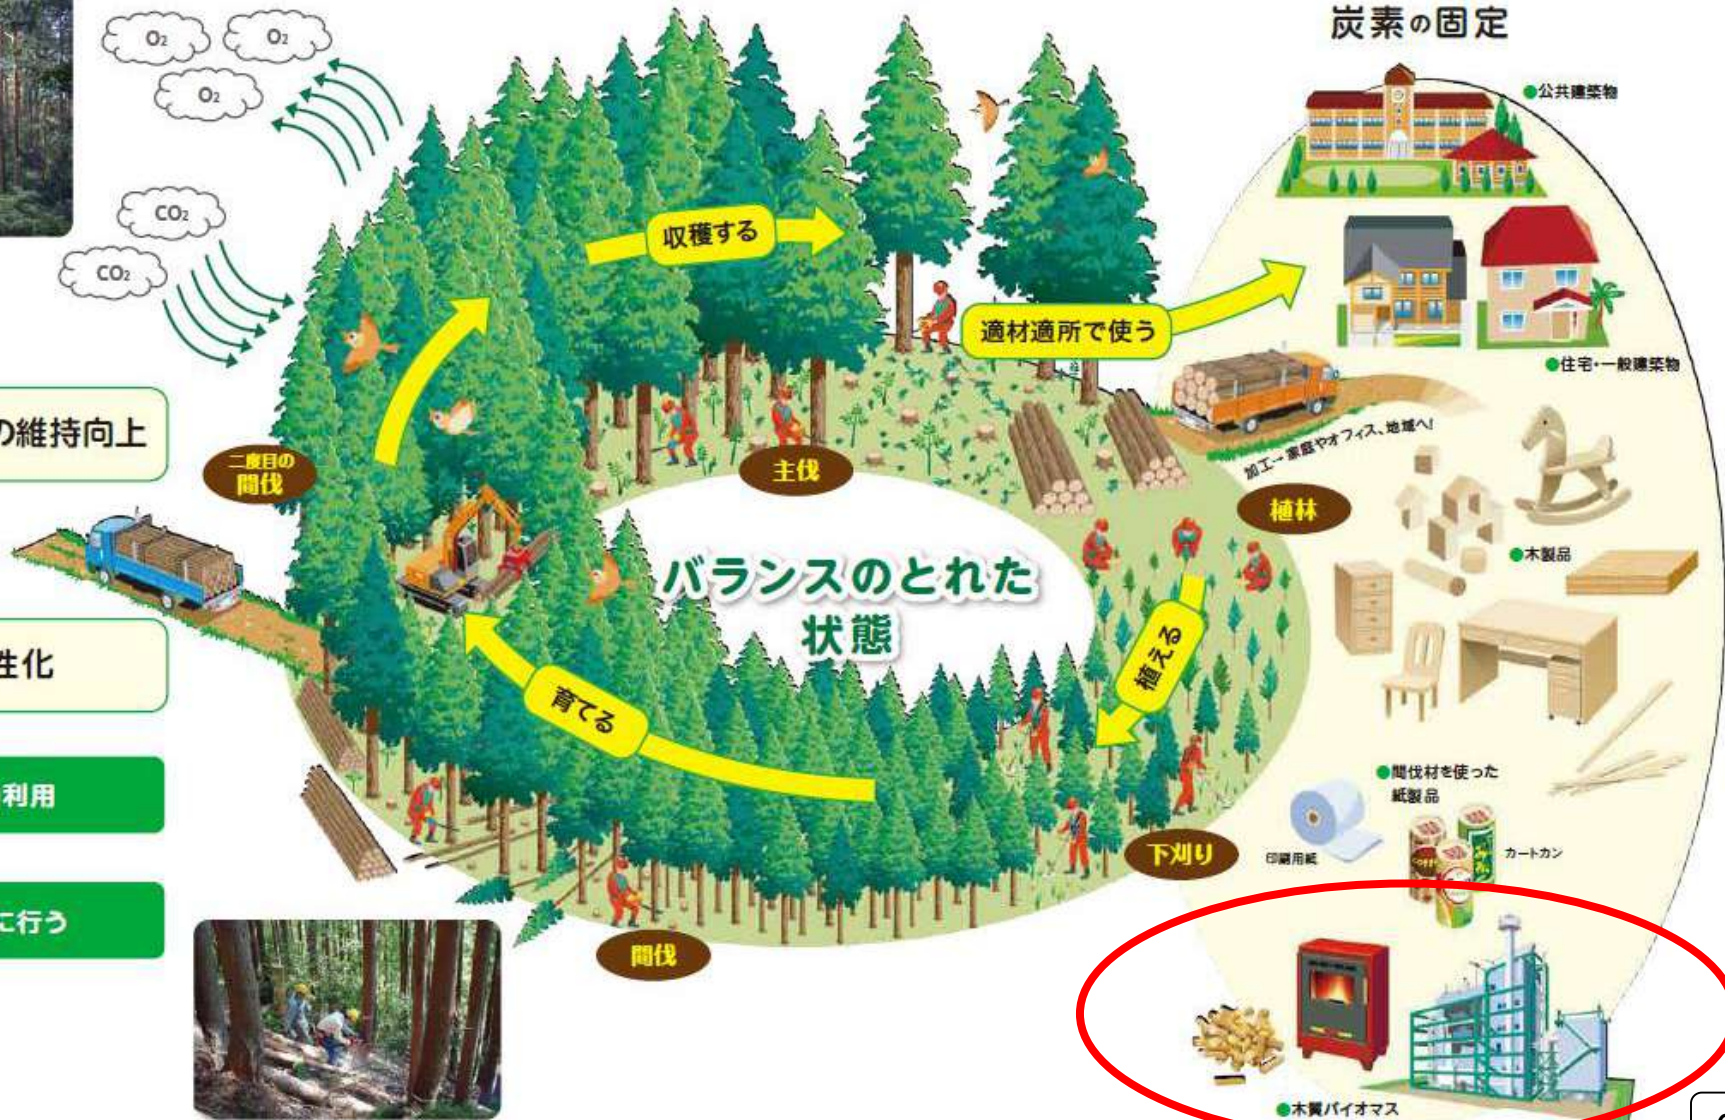 炭素の固定
O₂
O₂
O₂
●公共建築物
CO₂
収穫する
CO₂
適材適所で使う
●住宅・一般建築物
の維持向上
加工→家庭やオフィス、地域へ!
二度目の
間伐
主伐
植林
●木製品
バランスのとれた
状態
性化
植える
育てる
利用
●間伐材を使った
紙製品
印刷用紙
カートカン
下刈り
に行う
間伐
●木質バイオマス